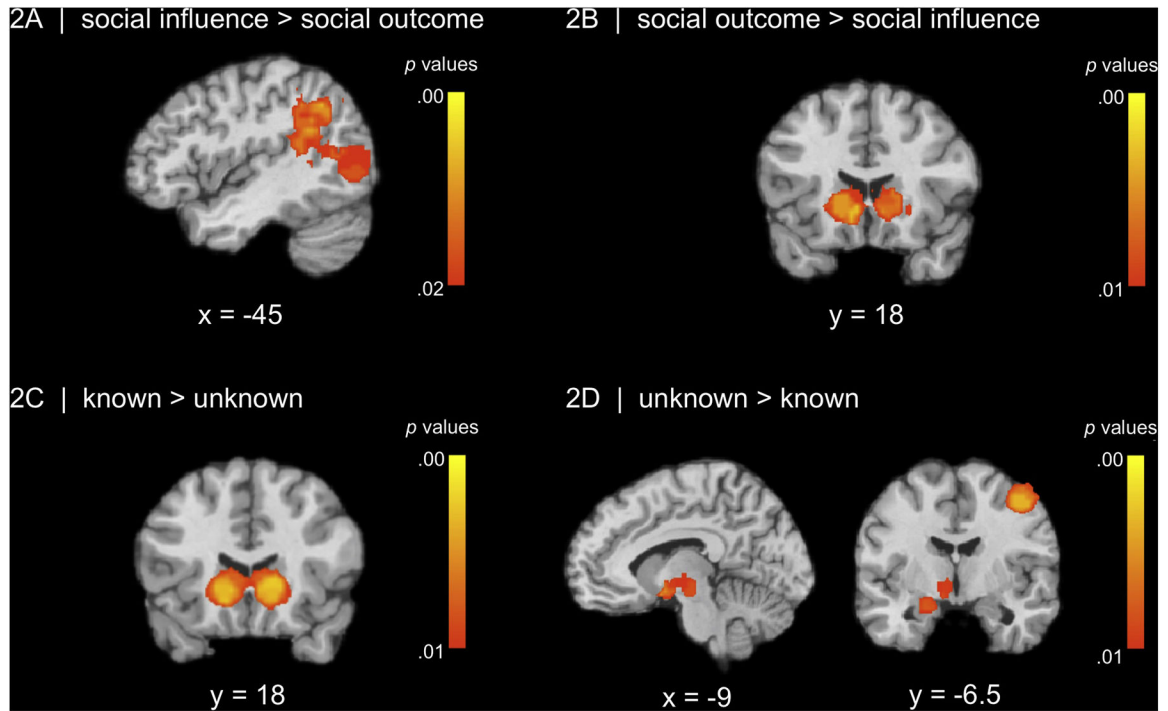 2A | social influence > social outcome
p values
.00
.02
x = -45
2B | social outcome > social influence
p values
.00
.01
y = 18
2C | known > unknown
p values
.00
.01
y = 18
2D | unknown > known
p values
.00
.01
x = -9
y = -6.5